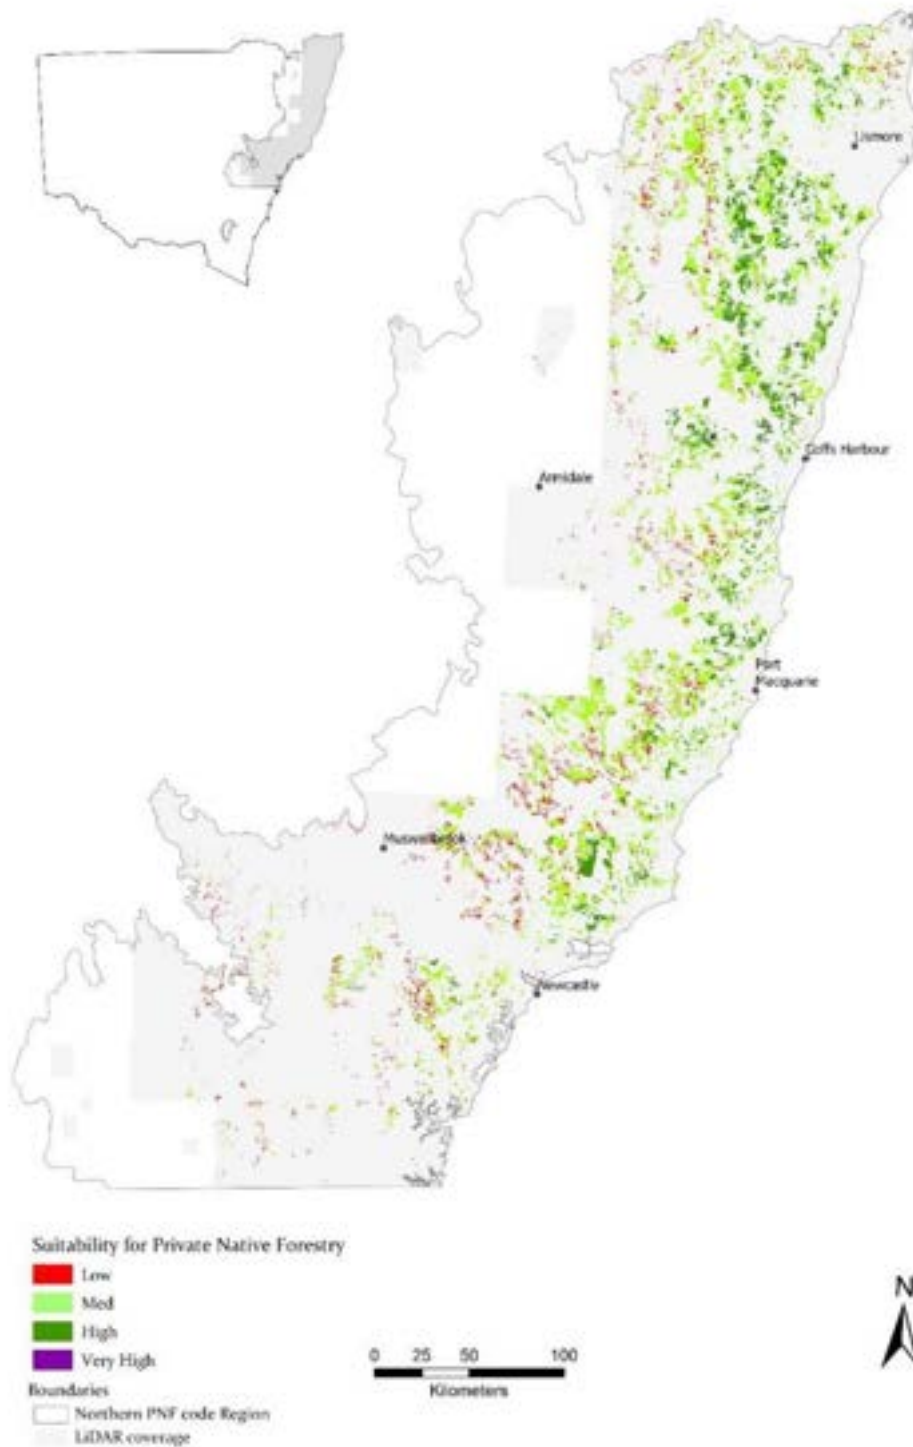 Lismore
Coffs Harbour
Armidale
Port
Macquarie
Muswellbrook
Newcastle
Suitability for Private Native Forestry
Low
Med
High
Very High
Boundaries
Northern PNF code Region
LiDAR coverage
0 25 50 100
Kilometers
N